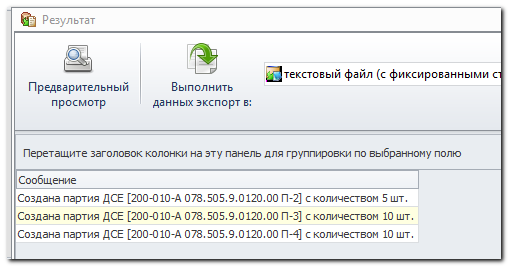 Результат
Предварительный
просмотр
Выполнить
данных экспорт в:
текстовый файл (с фиксированными ст
Перетащите заголовок колонки на эту панель для группировки по выбранному полю
Сообщение
Создана партия ДСЕ [200-010-А 078.505.9.0120.00 П-2] с количеством 5 шт.
Создана партия ДСЕ [200-010-А 078.505.9.0120.00 П-3] с количеством 10 шт.
Создана партия ДСЕ [200-010-А 078.505.9.0120.00 П-4] с количеством 10 шт.